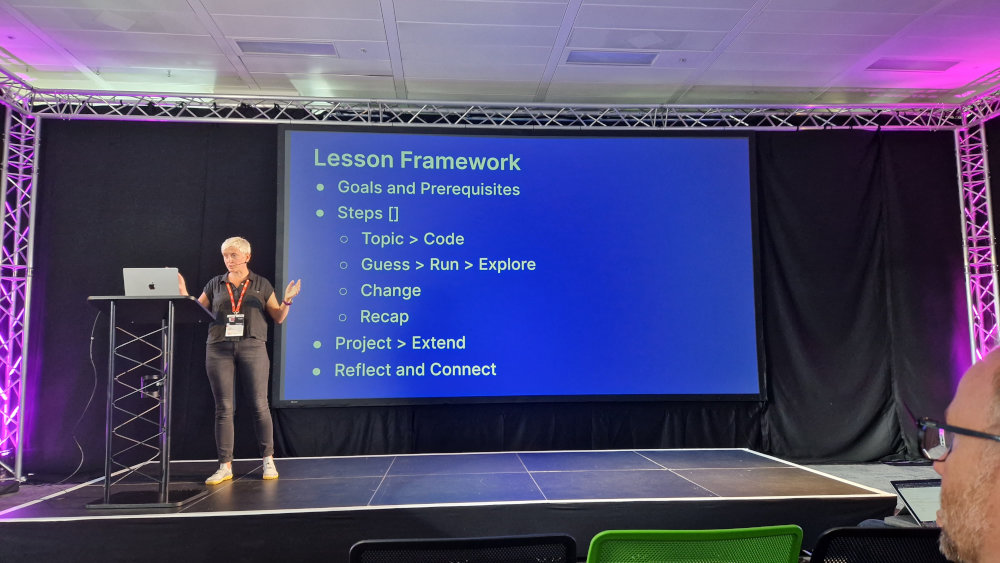 Lesson Framework
● Goals and Prerequisites
● Steps []
○ Topic > Code
○ Guess > Run > Explore
○ Change
○ Recap
● Project > Extend
● Reflect and Connect